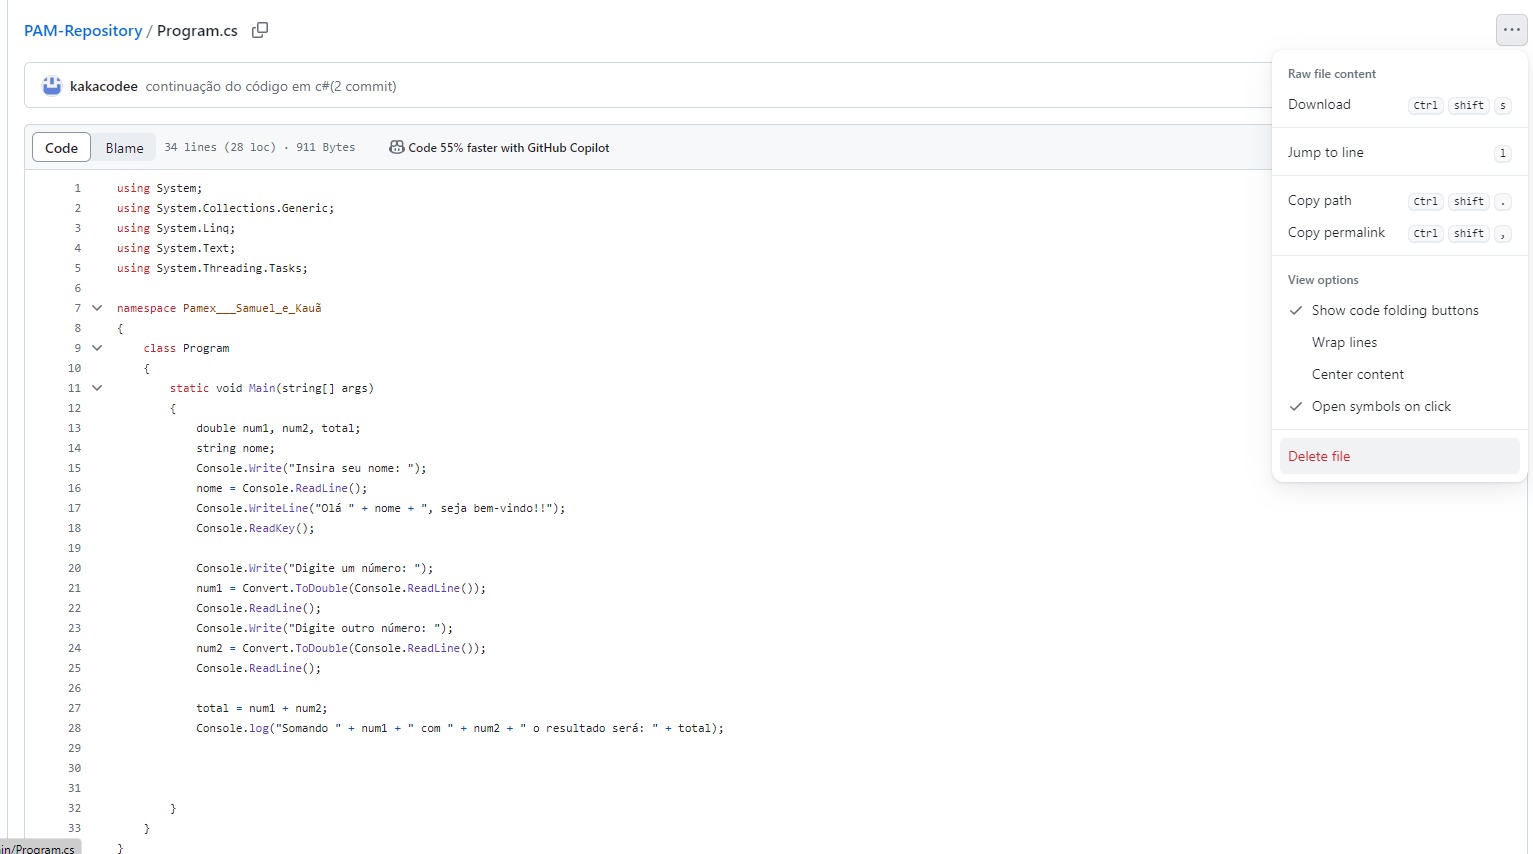 PAM-Repository / Program.cs
kakacodee continuação do código em c#(2 commit)
Code Blame 34 lines (28 loc) · 911 Bytes Code 55% faster with GitHub Copilot
1 using System;
2 using System.Collections.Generic;
3 using System.Linq;
4 using System.Text;
5 using System.Threading.Tasks;
6
7 namespace Pamex___Samuel_e_Kauã
8 {
9 class Program
10 {
11 static void Main(string[] args)
12 {
13 double num1, num2, total;
14 string nome;
15 Console.Write("Insira seu nome: ");
16 nome = Console.ReadLine();
17 Console.WriteLine("Olá " + nome + ", seja bem-vindo!!");
18 Console.ReadKey();
19
20 Console.Write("Digite um número: ");
21 num1 = Convert.ToDouble(Console.ReadLine());
22 Console.ReadLine();
23 Console.Write("Digite outro número: ");
24 num2 = Convert.ToDouble(Console.ReadLine());
25 Console.ReadLine();
26
27 total = num1 + num2;
28 Console.log("Somando " + num1 + " com " + num2 + " o resultado será: " + total);
29
30
31
32 }
33 }
}
in/Program.cs
Raw file content
Download Ctrl shift s
Jump to line l
Copy path Ctrl shift .
Copy permalink Ctrl shift ,
View options
Show code folding buttons
Wrap lines
Center content
Open symbols on click
Delete file